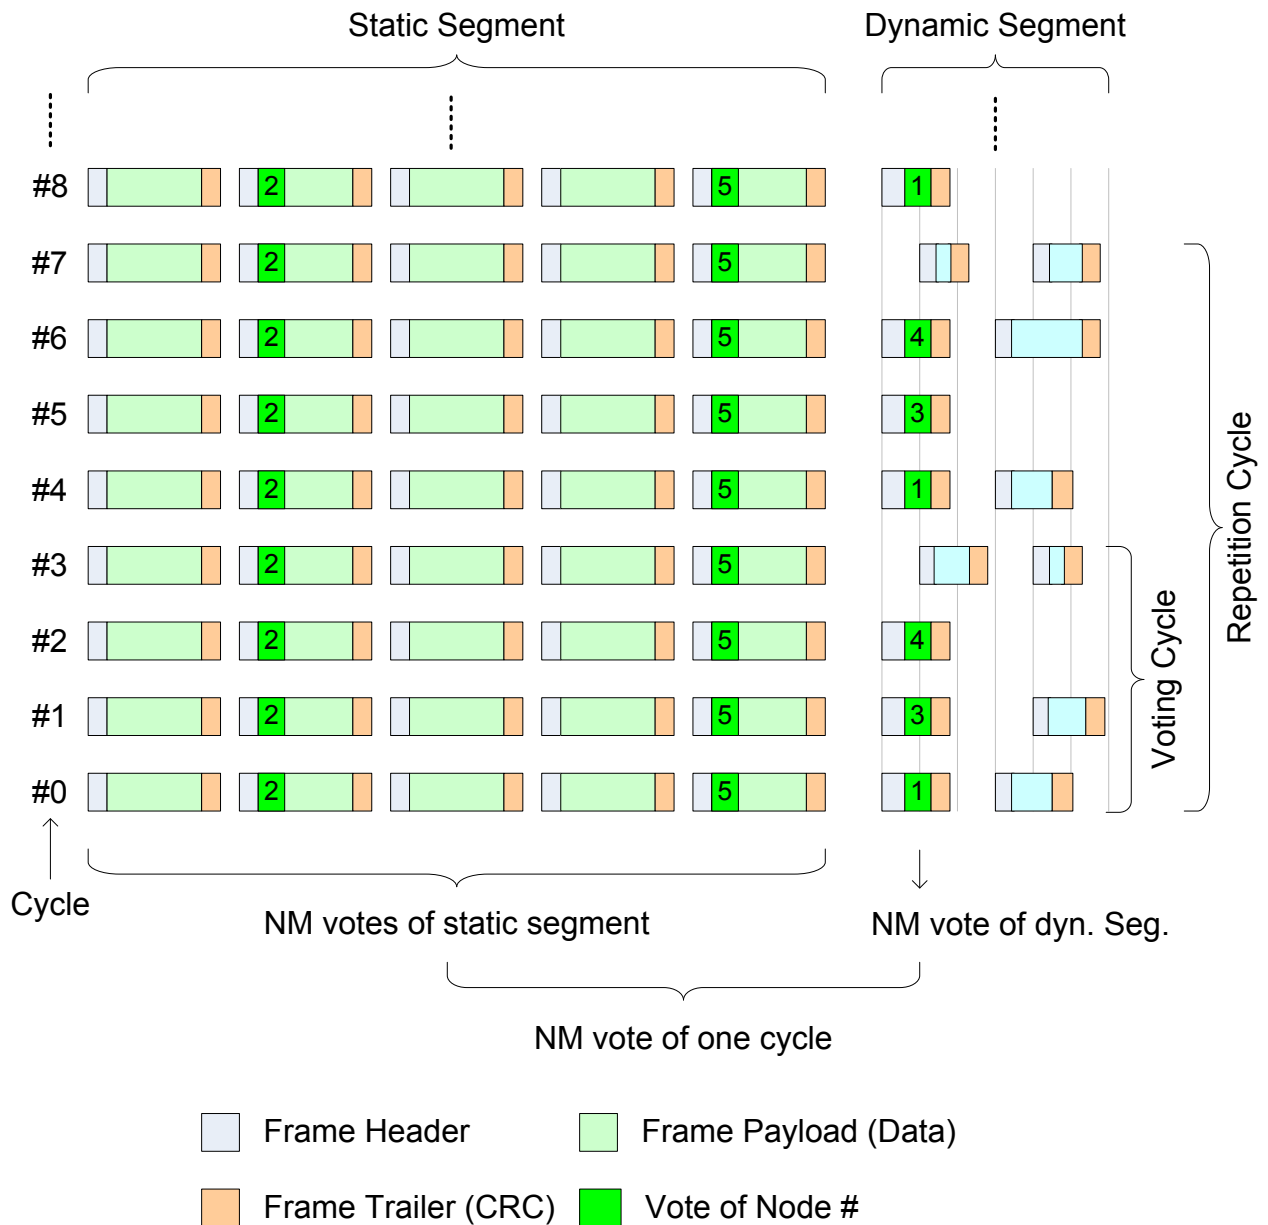 Static Segment
Dynamic Segment
#8 2 5 1
#7 2 5
#6 2 5 4
#5 2 5 3
#4 2 5 1
#3 2 5
#2 2 5 4
#1 2 5 3
#0 2 5 1
Voting Cycle
Repetition Cycle
Cycle
NM votes of static segment
NM vote of dyn. Seg.
NM vote of one cycle
Frame Header
Frame Payload (Data)
Frame Trailer (CRC)
Vote of Node #